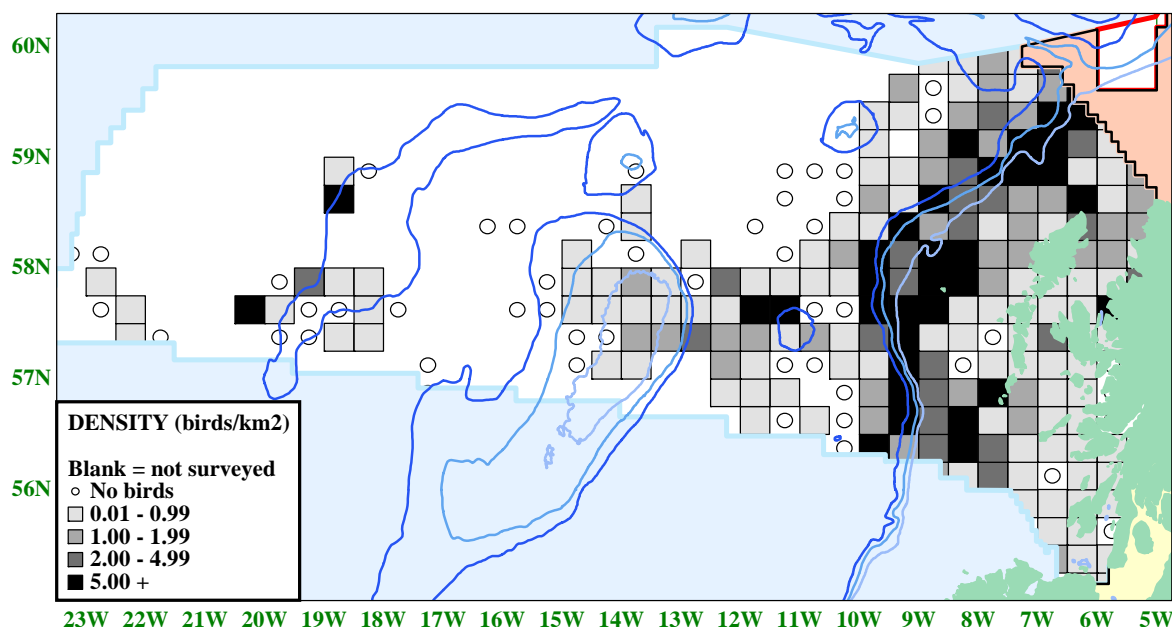 60N
59N
58N
57N
56N
DENSITY (birds/km2)
Blank = not surveyed
No birds
0.01 - 0.99
1.00 - 1.99
2.00 - 4.99
5.00 +
23W 22W 21W 20W 19W 18W 17W 16W 15W 14W 13W 12W 11W 10W 9W 8W 7W 6W 5W